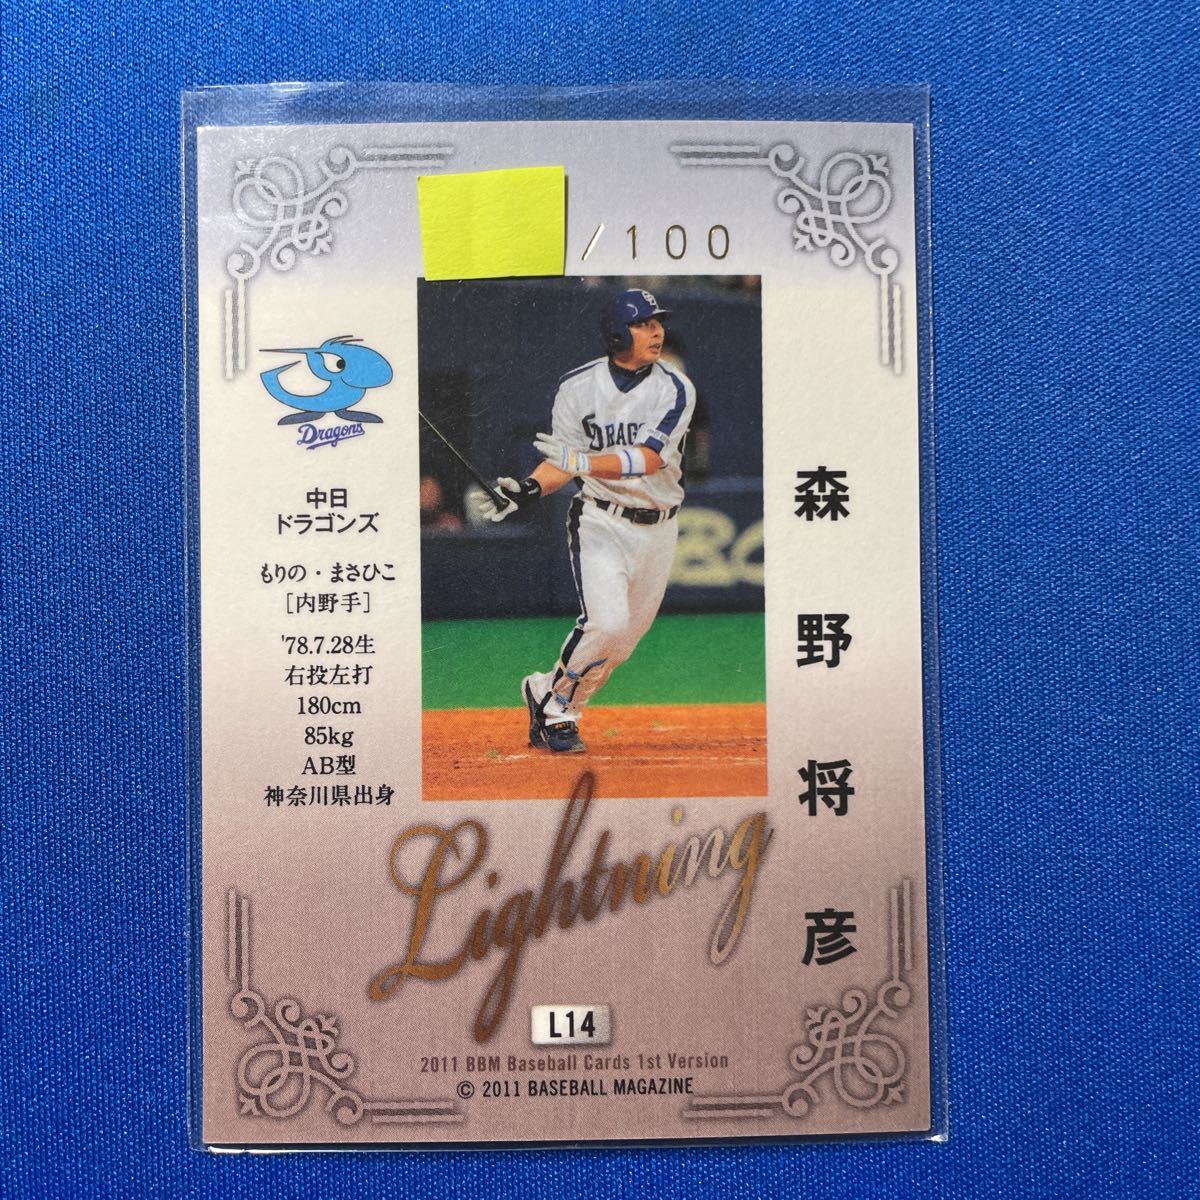 /100
Dragons
中日
ドラゴンズ
もりの・まさひこ
［内野手］
'78.7.28生
右投左打
180cm
85kg
AB型
神奈川県出身
DRAG
森野将彦
Lightning
L14
2011 BBM Baseball Cards 1st Version
© 2011 BASEBALL MAGAZINE